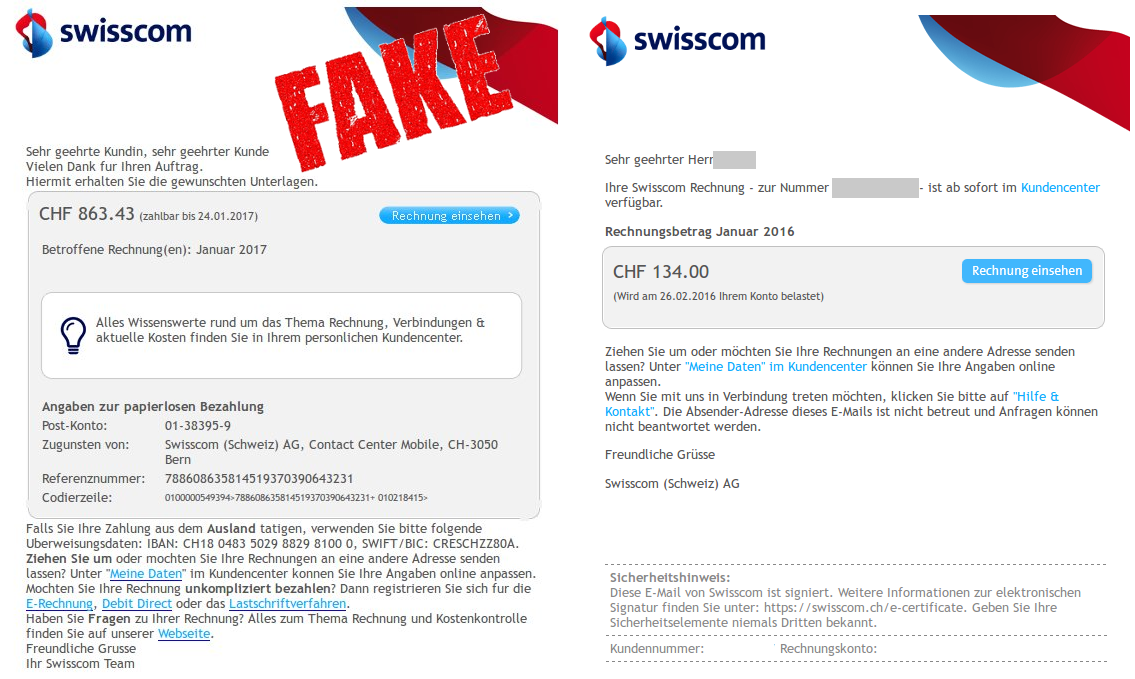 swisscom
FAKE
Sehr geehrte Kundin, sehr geehrter Kunde
Vielen Dank fur Ihren Auftrag.
Hiermit erhalten Sie die gewunschten Unterlagen.
CHF 863.43 (zahlbar bis 24.01.2017)
Rechnung einsehen >
Betroffene Rechnung(en): Januar 2017
Alles Wissenswerte rund um das Thema Rechnung, Verbindungen &
aktuelle Kosten finden Sie in Ihrem personlichen Kundencenter.
Angaben zur papierlosen Bezahlung
Post-Konto: 01-38395-9
Zugunsten von: Swisscom (Schweiz) AG, Contact Center Mobile, CH-3050
Bern
Referenznummer: 788608635814519370390643231
Codierzeile: 0100000549394>788608635814519370390643231+ 010218415>
Falls Sie Ihre Zahlung aus dem Ausland tatigen, verwenden Sie bitte folgende
Uberweisungsdaten: IBAN: CH18 0483 5029 8829 8100 0, SWIFT/BIC: CRESCHZZ80A.
Ziehen Sie um oder mochten Sie Ihre Rechnungen an eine andere Adresse senden
lassen? Unter "Meine Daten" im Kundencenter konnen Sie Ihre Angaben online anpassen.
Mochten Sie Ihre Rechnung unkompliziert bezahlen? Dann registrieren Sie sich fur die
E-Rechnung, Debit Direct oder das Lastschriftverfahren.
Haben Sie Fragen zu Ihrer Rechnung? Alles zum Thema Rechnung und Kostenkontrolle
finden Sie auf unserer Webseite.
Freundliche Grusse
Ihr Swisscom Team
swisscom
Sehr geehrter Herr
Ihre Swisscom Rechnung - zur Nummer - ist ab sofort im Kundencenter
verfügbar.
Rechnungsbetrag Januar 2016
CHF 134.00
Rechnung einsehen
(Wird am 26.02.2016 Ihrem Konto belastet)
Ziehen Sie um oder möchten Sie Ihre Rechnungen an eine andere Adresse senden
lassen? Unter "Meine Daten" im Kundencenter können Sie Ihre Angaben online
anpassen.
Wenn Sie mit uns in Verbindung treten möchten, klicken Sie bitte auf "Hilfe &
Kontakt". Die Absender-Adresse dieses E-Mails ist nicht betreut und Anfragen können
nicht beantwortet werden.
Freundliche Grüsse
Swisscom (Schweiz) AG
Sicherheitshinweis:
Diese E-Mail von Swisscom ist signiert. Weitere Informationen zur elektronischen
Signatur finden Sie unter: https://swisscom.ch/e-certificate. Geben Sie Ihre
Sicherheitselemente niemals Dritten bekannt.
Kundennummer: Rechnungskonto: